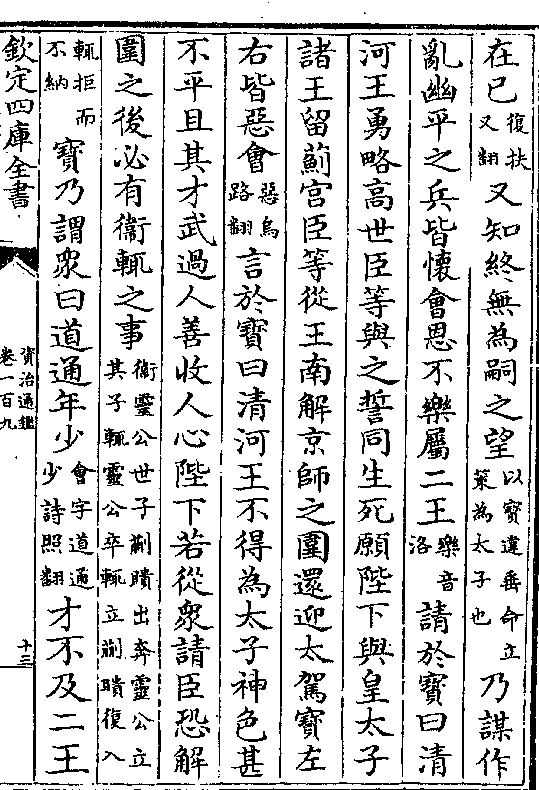 在已復扶又翻又知終無為嗣之望以寶違垂命立策為太子也乃謀作
亂幽平之兵皆懷會恩不樂屬二王樂音洛請於寶曰清
河王勇略高世臣等與之誓同生死願陛下與皇太子
諸王留薊宫臣等從王南解京師之圍還迎太駕寶左
右皆惡會惡烏路翻言於寶曰清河王不得為太子神色甚
不平且其才武過人善收人心陛下若從衆請臣恐解
圍之後必有衞輒之事衞靈公世子蒯聵出奔靈公立其子輒靈公卒輒立蒯聵復入
輒拒而不納寶乃謂衆曰道通年少會字道通少詩照翻才不及二王
欽定四庫全書
資治通鑑
卷一百九
十三